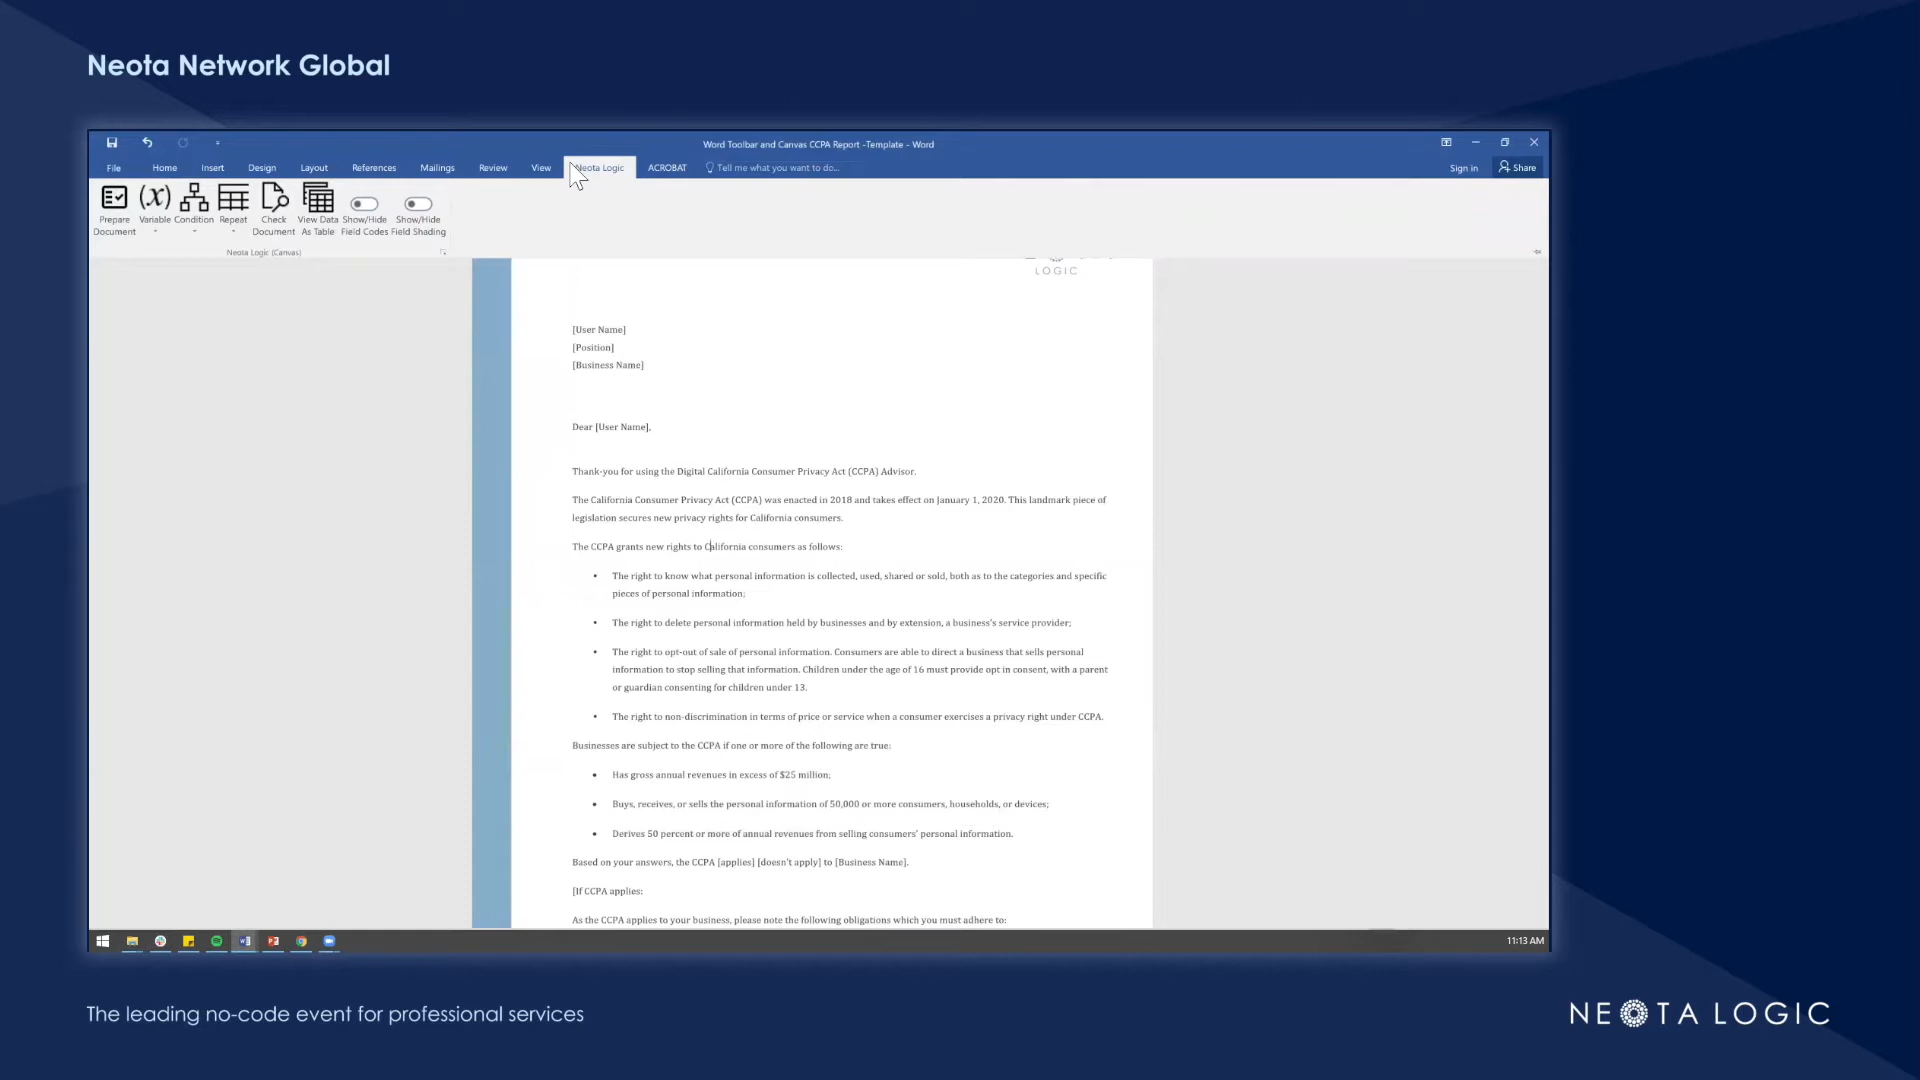 Neota Network Global
Word Toolbar and Canvas CCPA Report -Template - Word
File Home Insert Design Layout References Mailings Review View Neota Logic ACROBAT Tell me what you want to do... Sign in Share
Prepare Document
(x) Variable
Condition
Repeat
Check Document
View Data As Table
Show/Hide Field Codes
Show/Hide Field Shading
Neota Logic (Canvas)
LOGIC
[User Name]
[Position]
[Business Name]
Dear [User Name],
Thank-you for using the Digital California Consumer Privacy Act (CCPA) Advisor.
The California Consumer Privacy Act (CCPA) was enacted in 2018 and takes effect on January 1, 2020. This landmark piece of
legislation secures new privacy rights for California consumers.
The CCPA grants new rights to California consumers as follows:
• The right to know what personal information is collected, used, shared or sold, both as to the categories and specific
pieces of personal information;
• The right to delete personal information held by businesses and by extension, a business's service provider;
• The right to opt-out of sale of personal information. Consumers are able to direct a business that sells personal
information to stop selling that information. Children under the age of 16 must provide opt in consent, with a parent
or guardian consenting for children under 13.
• The right to non-discrimination in terms of price or service when a consumer exercises a privacy right under CCPA.
Businesses are subject to the CCPA if one or more of the following are true:
• Has gross annual revenues in excess of $25 million;
• Buys, receives, or sells the personal information of 50,000 or more consumers, households, or devices;
• Derives 50 percent or more of annual revenues from selling consumers' personal information.
Based on your answers, the CCPA [applies] [doesn't apply] to [Business Name].
[If CCPA applies:
As the CCPA applies to your business, please note the following obligations which you must adhere to:
11:13 AM
The leading no-code event for professional services
NEOTA LOGIC